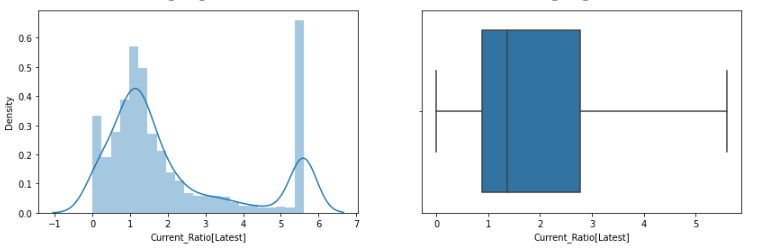 0.6
0.5
0.4
0.3
0.2
0.1
0.0
Density
−1 0 1 2 3 4 5 6 7
Current_Ratio[Latest]
0 1 2 3 4 5
Current_Ratio[Latest]